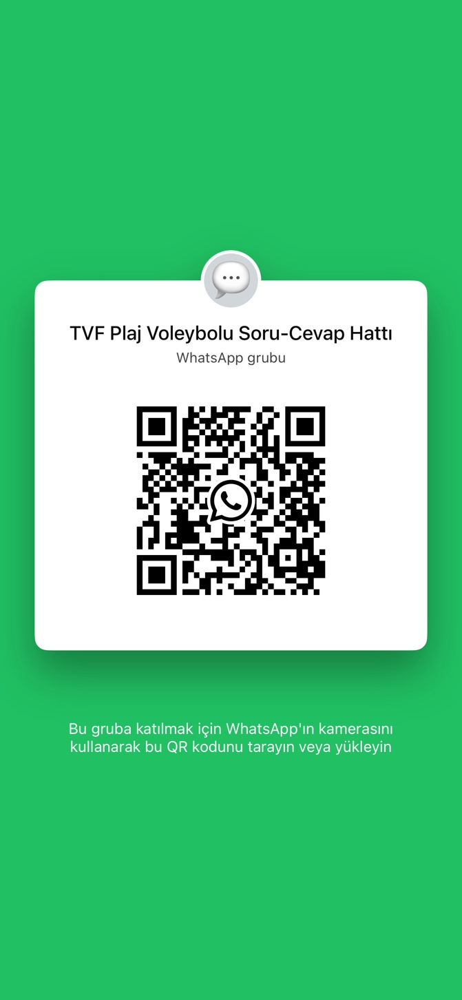 TVF Plaj Voleybolu Soru-Cevap Hattı
WhatsApp grubu
Bu gruba katılmak için WhatsApp'ın kamerasını
kullanarak bu QR kodunu tarayın veya yükleyin